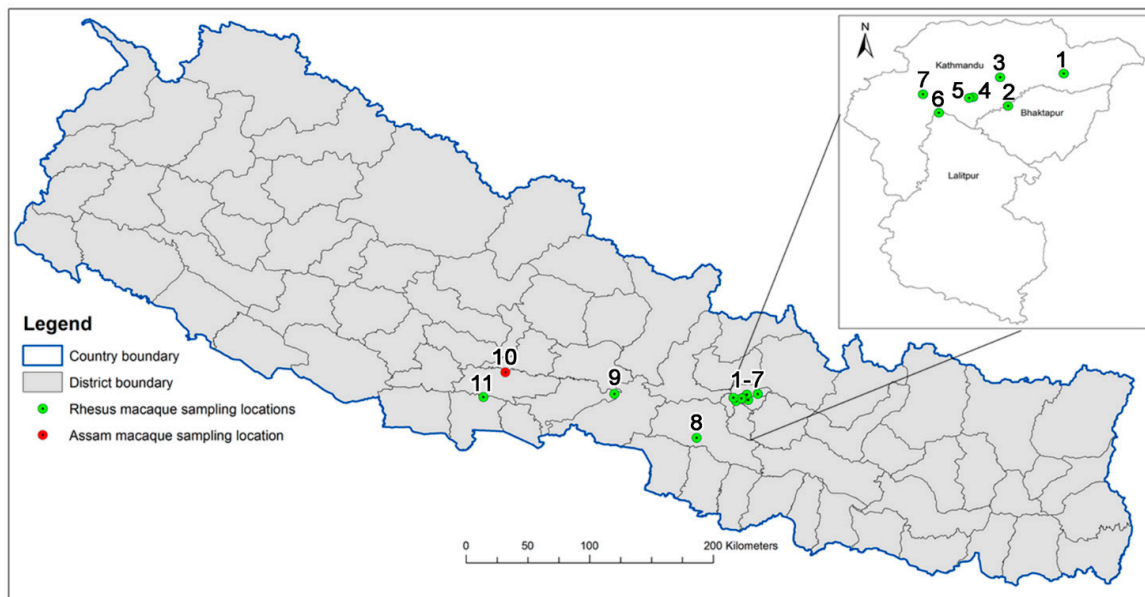 N
Kathmandu
3
1
7
5
4
2
6
Bhaktapur
Lalitpur
Legend
Country boundary
District boundary
Rhesus macaque sampling locations
Assam macaque sampling location
10
11
9
1-7
8
0
50
100
200 Kilometers